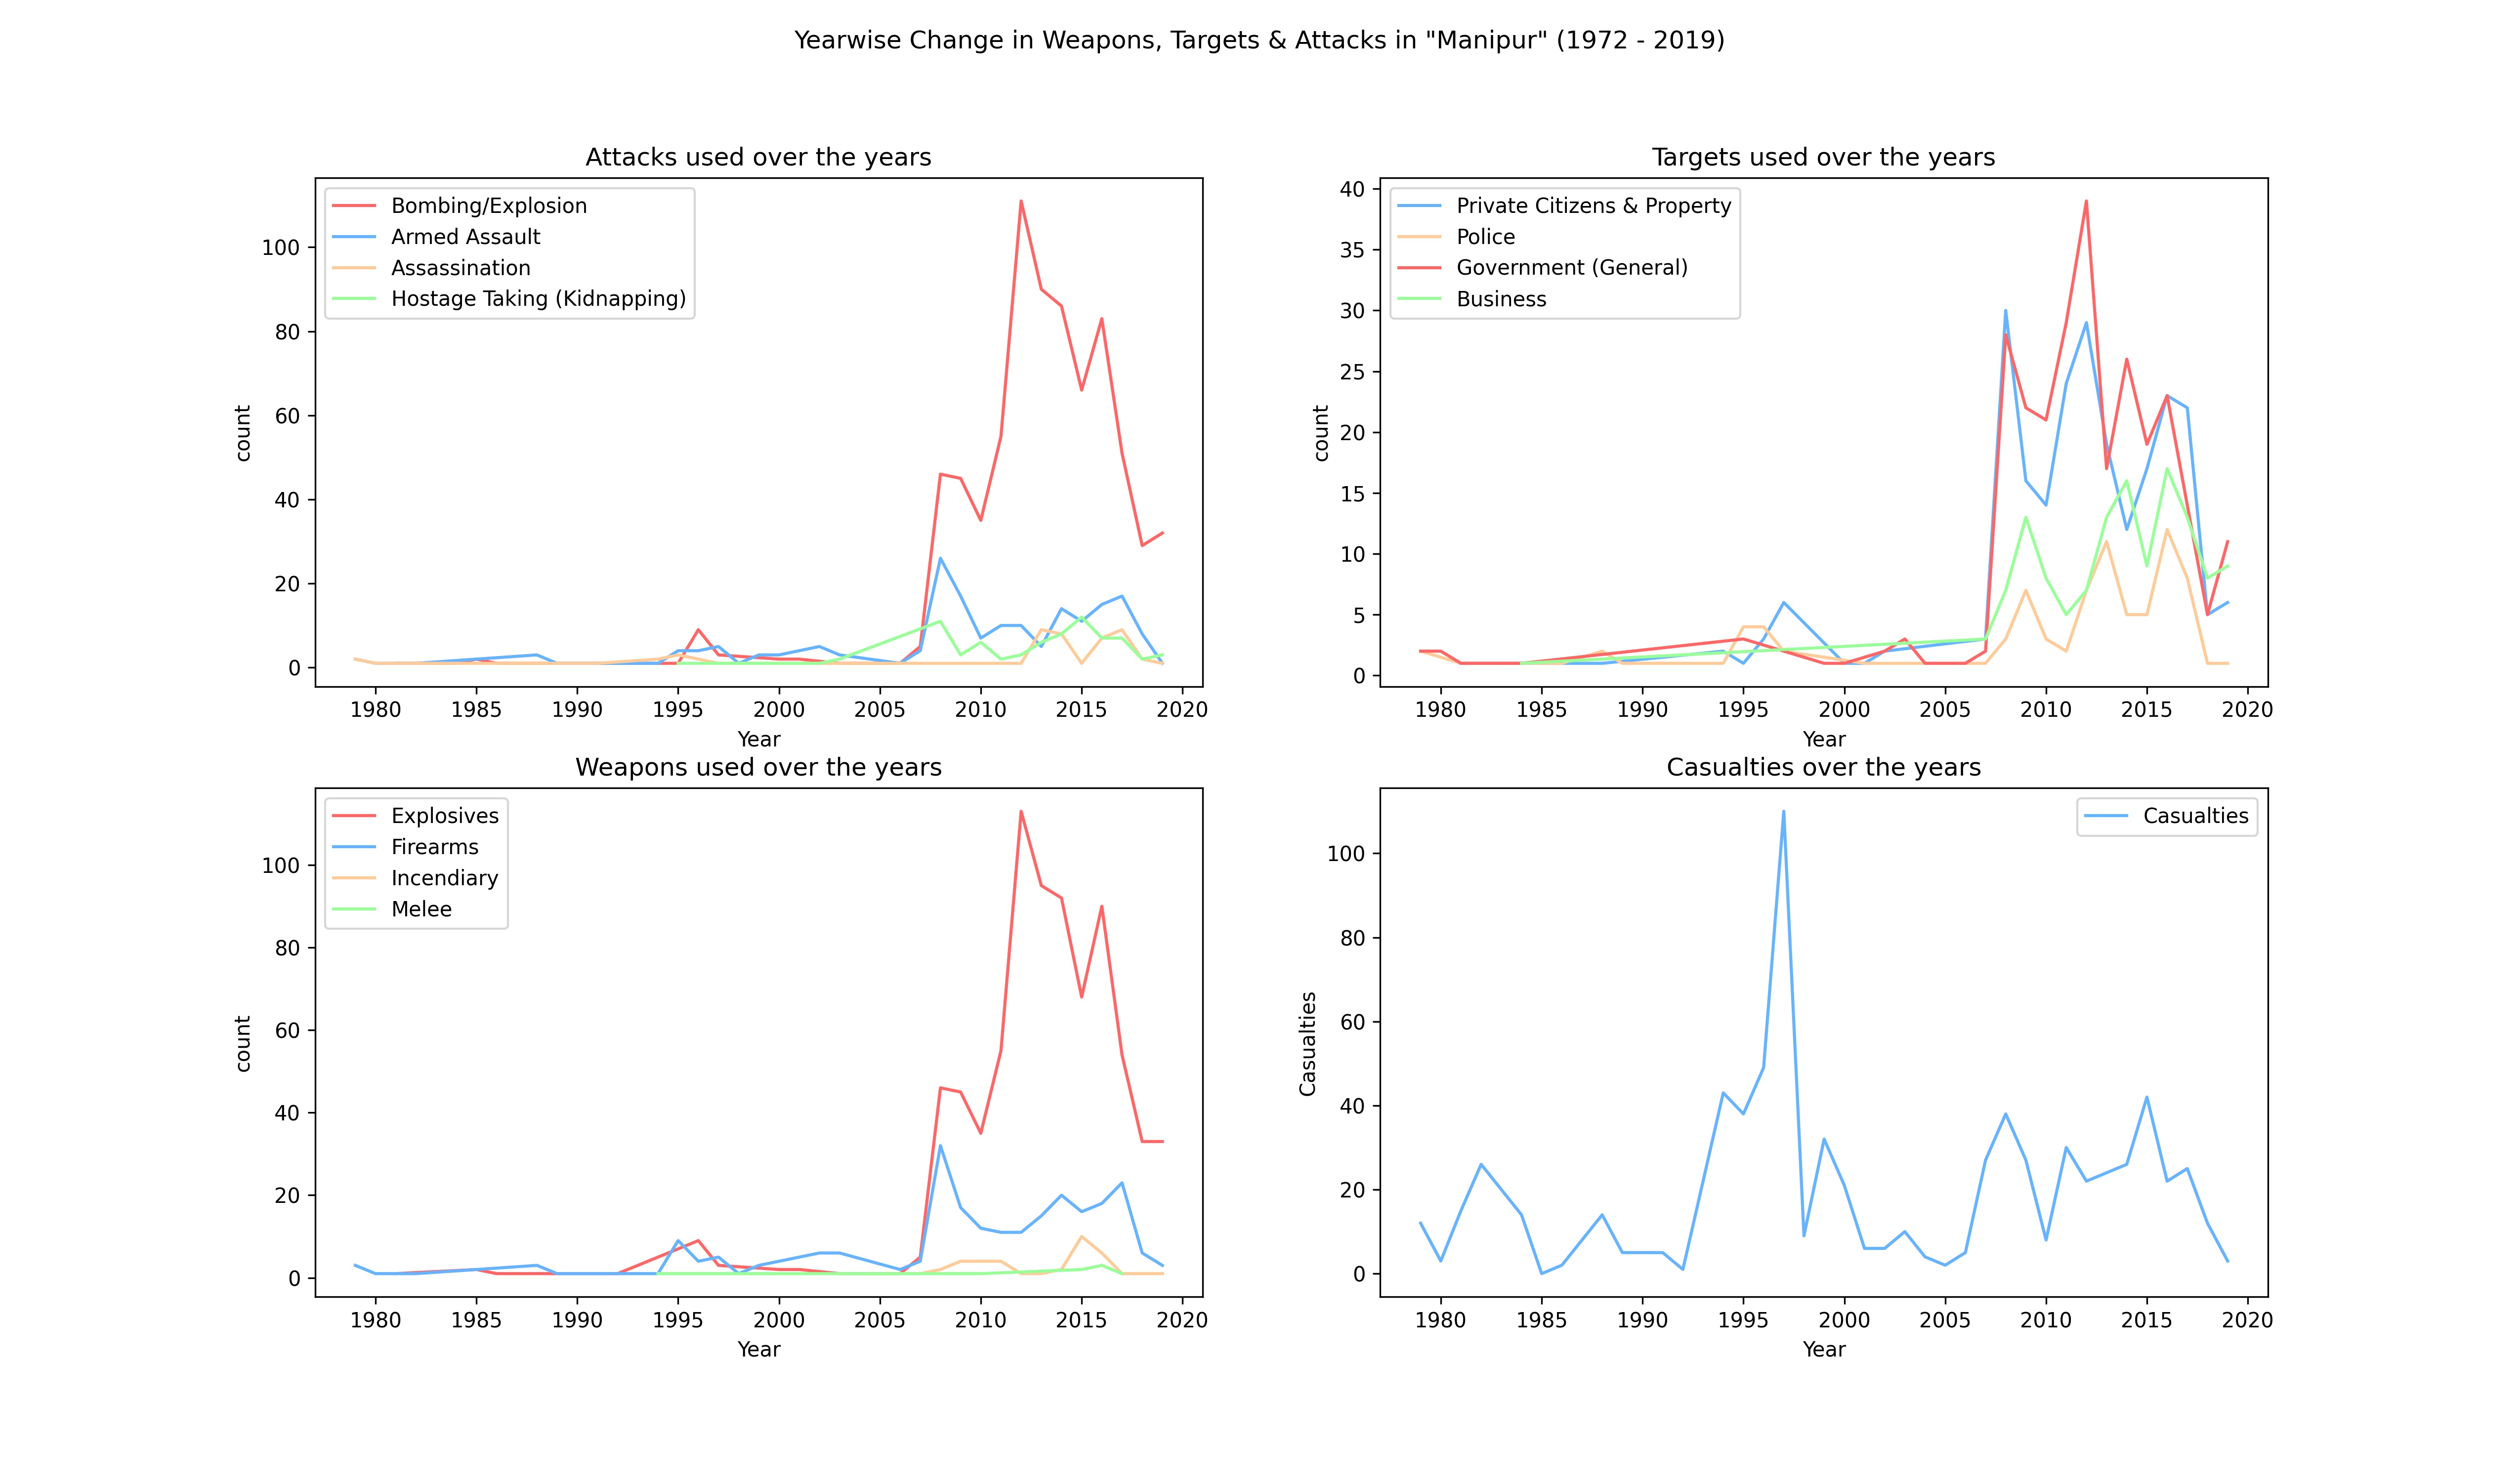 Yearwise Change in Weapons, Targets & Attacks in "Manipur" (1972 - 2019)
Attacks used over the years
Bombing/Explosion
Armed Assault
Assassination
Hostage Taking (Kidnapping)
count
100
80
60
40
20
0
1980 1985 1990 1995 2000 2005 2010 2015 2020
Year
Targets used over the years
Private Citizens & Property
Police
Government (General)
Business
count
40
35
30
25
20
15
10
5
0
1980 1985 1990 1995 2000 2005 2010 2015 2020
Year
Weapons used over the years
Explosives
Firearms
Incendiary
Melee
count
100
80
60
40
20
0
1980 1985 1990 1995 2000 2005 2010 2015 2020
Year
Casualties over the years
Casualties
Casualties
100
80
60
40
20
0
1980 1985 1990 1995 2000 2005 2010 2015 2020
Year